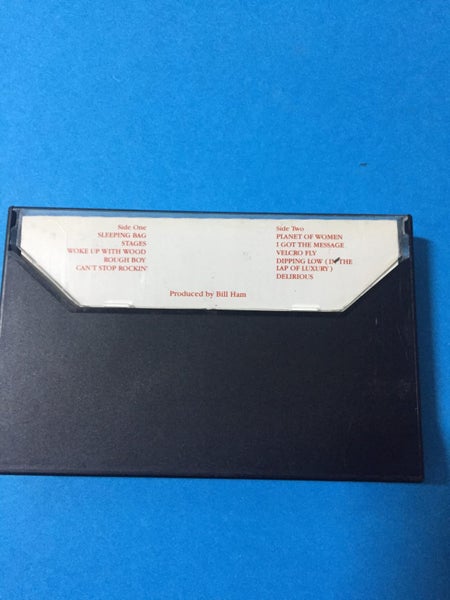 Side One
SLEEPING BAG
STAGES
WOKE UP WITH WOOD
ROUGH BOY
CAN'T STOP ROCKIN'
Side Two
PLANET OF WOMEN
I GOT THE MESSAGE
VELCRO FLY
DIPPING LOW ( IN THE
LAP OF LUXURY )
DELIRIOUS
Produced by Bill Ham